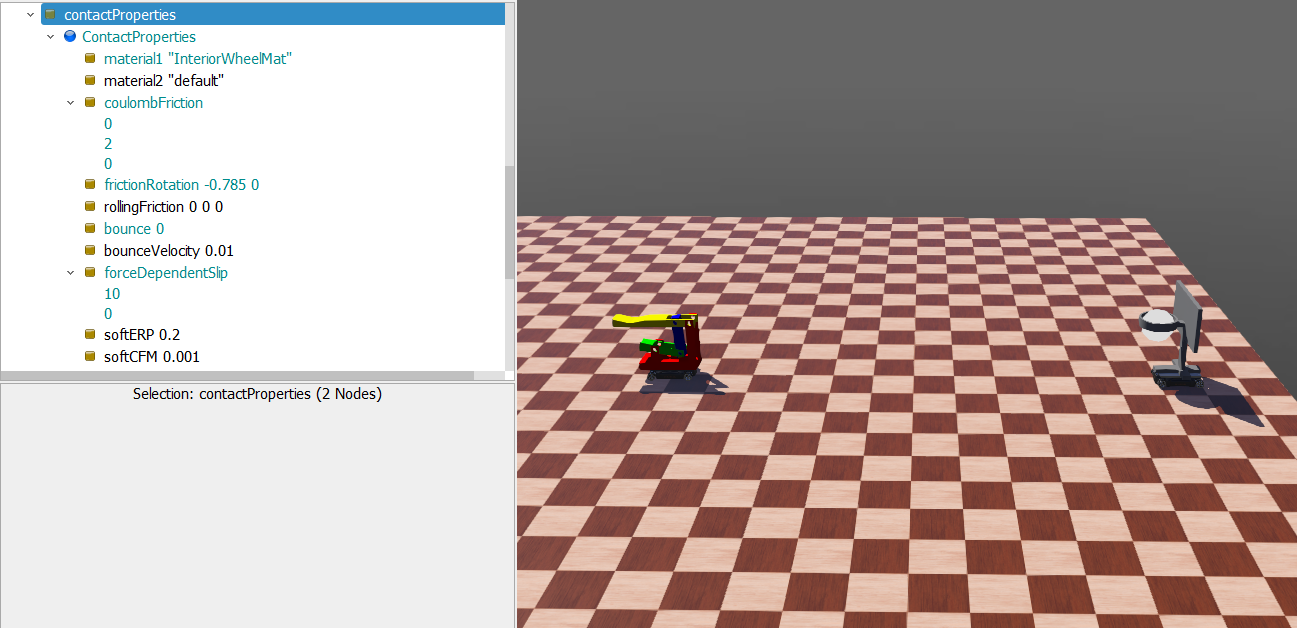 contactProperties
ContactProperties
material1 "InteriorWheelMat"
material2 "default"
coulombFriction
0
2
0
frictionRotation -0.785 0
rollingFriction 0 0 0
bounce 0
bounceVelocity 0.01
forceDependentSlip
10
0
softERP 0.2
softCFM 0.001
Selection: contactProperties (2 Nodes)